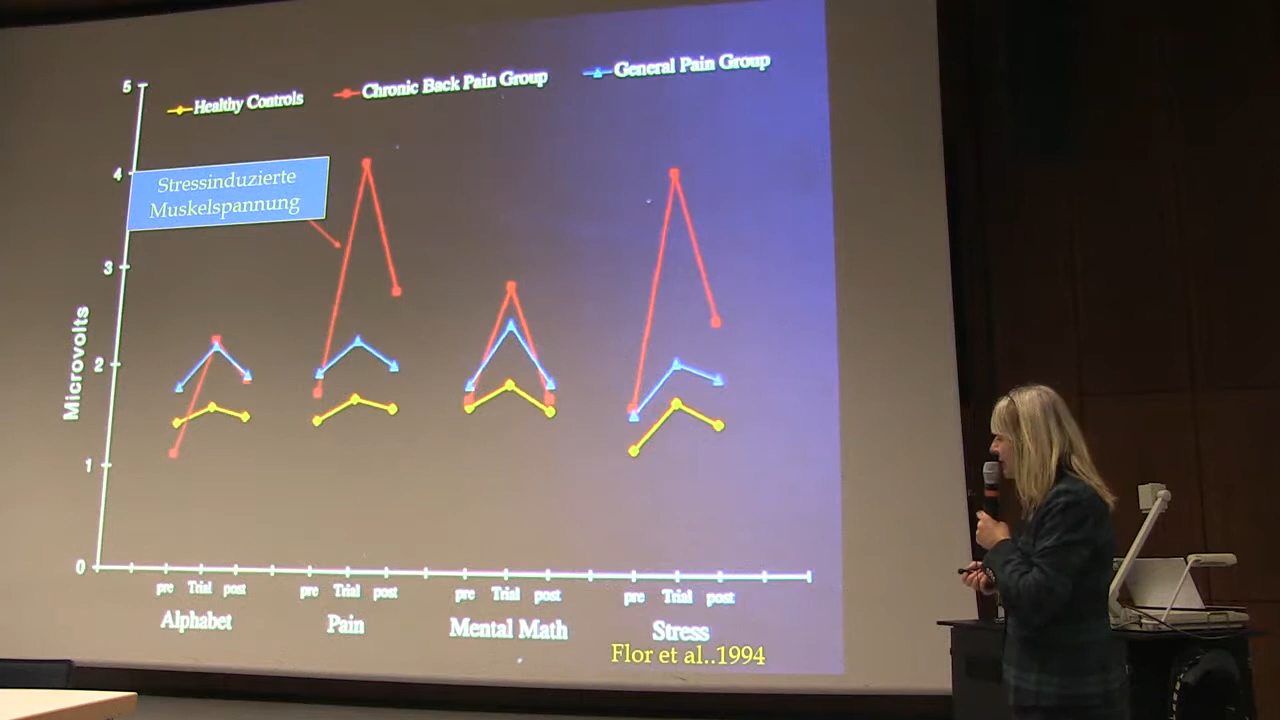 5
Healthy Controls
Chronic Back Pain Group
General Pain Group
4
Stressinduzierte
Muskelspannung
3
Microvolts
2
1
0
pre Trial post pre Trial post pre Trial post pre Trial post
Alphabet Pain Mental Math Stress
Flor et al..1994